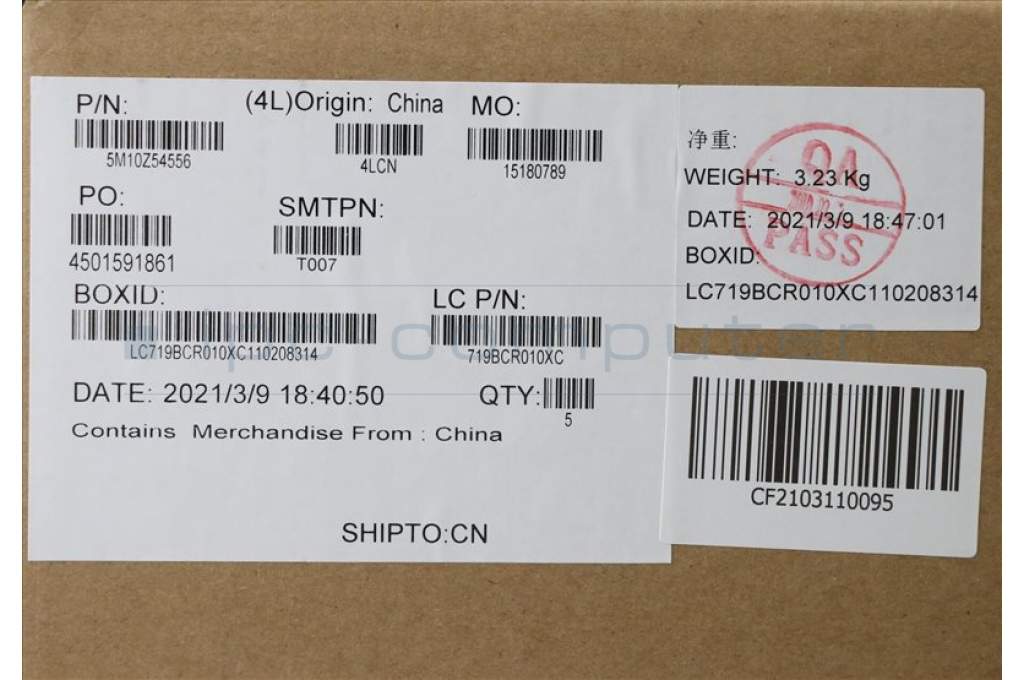 P/N:
5M10Z54556
(4L)Origin: China
4LCN
MO:
15180789
PO:
4501591861
SMTPN:
T007
BOXID:
LC719BCR010XC110208314
LC P/N:
719BCR010XC
DATE: 2021/3/9 18:40:50
QTY:
5
Contains Merchandise From : China
SHIPTO:CN
净重:
WEIGHT: 3.23 Kg
DATE: 2021/3/9 18:47:01
BOXID:
LC719BCR010XC110208314
QA
PASS
CF2103110095
computer